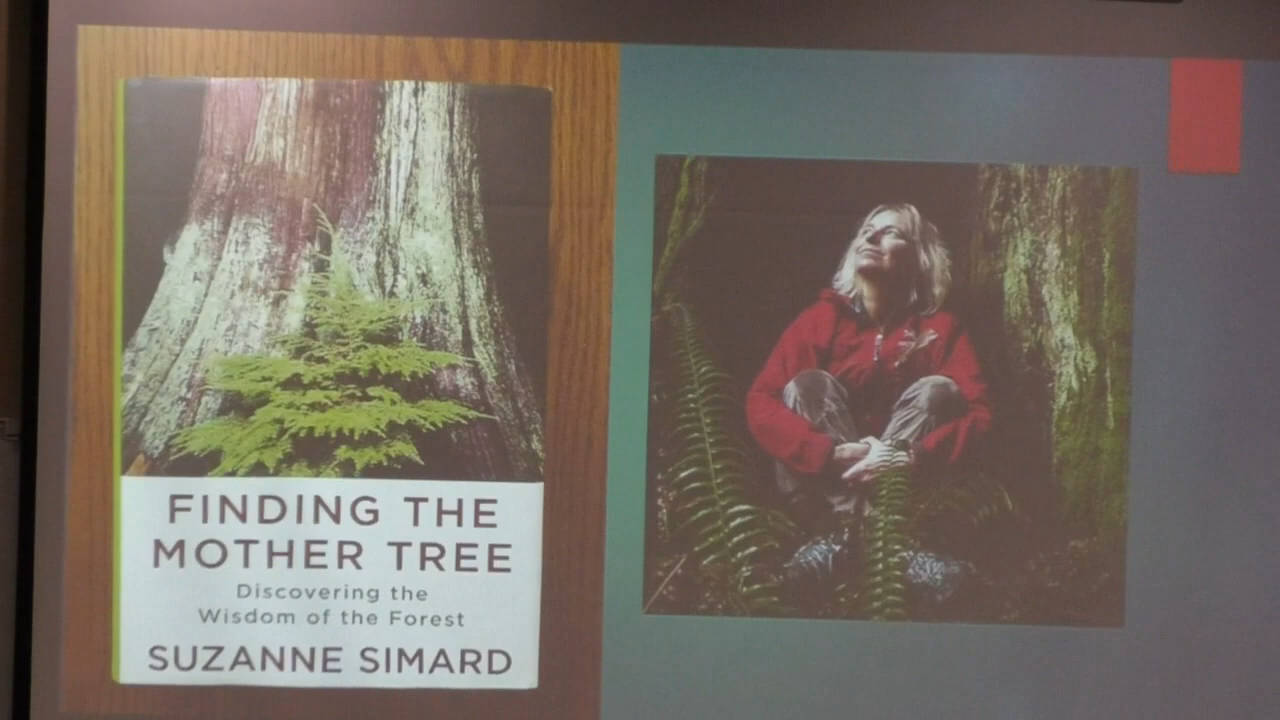 FINDING THE
MOTHER TREE
Discovering the
Wisdom of the Forest
SUZANNE SIMARD